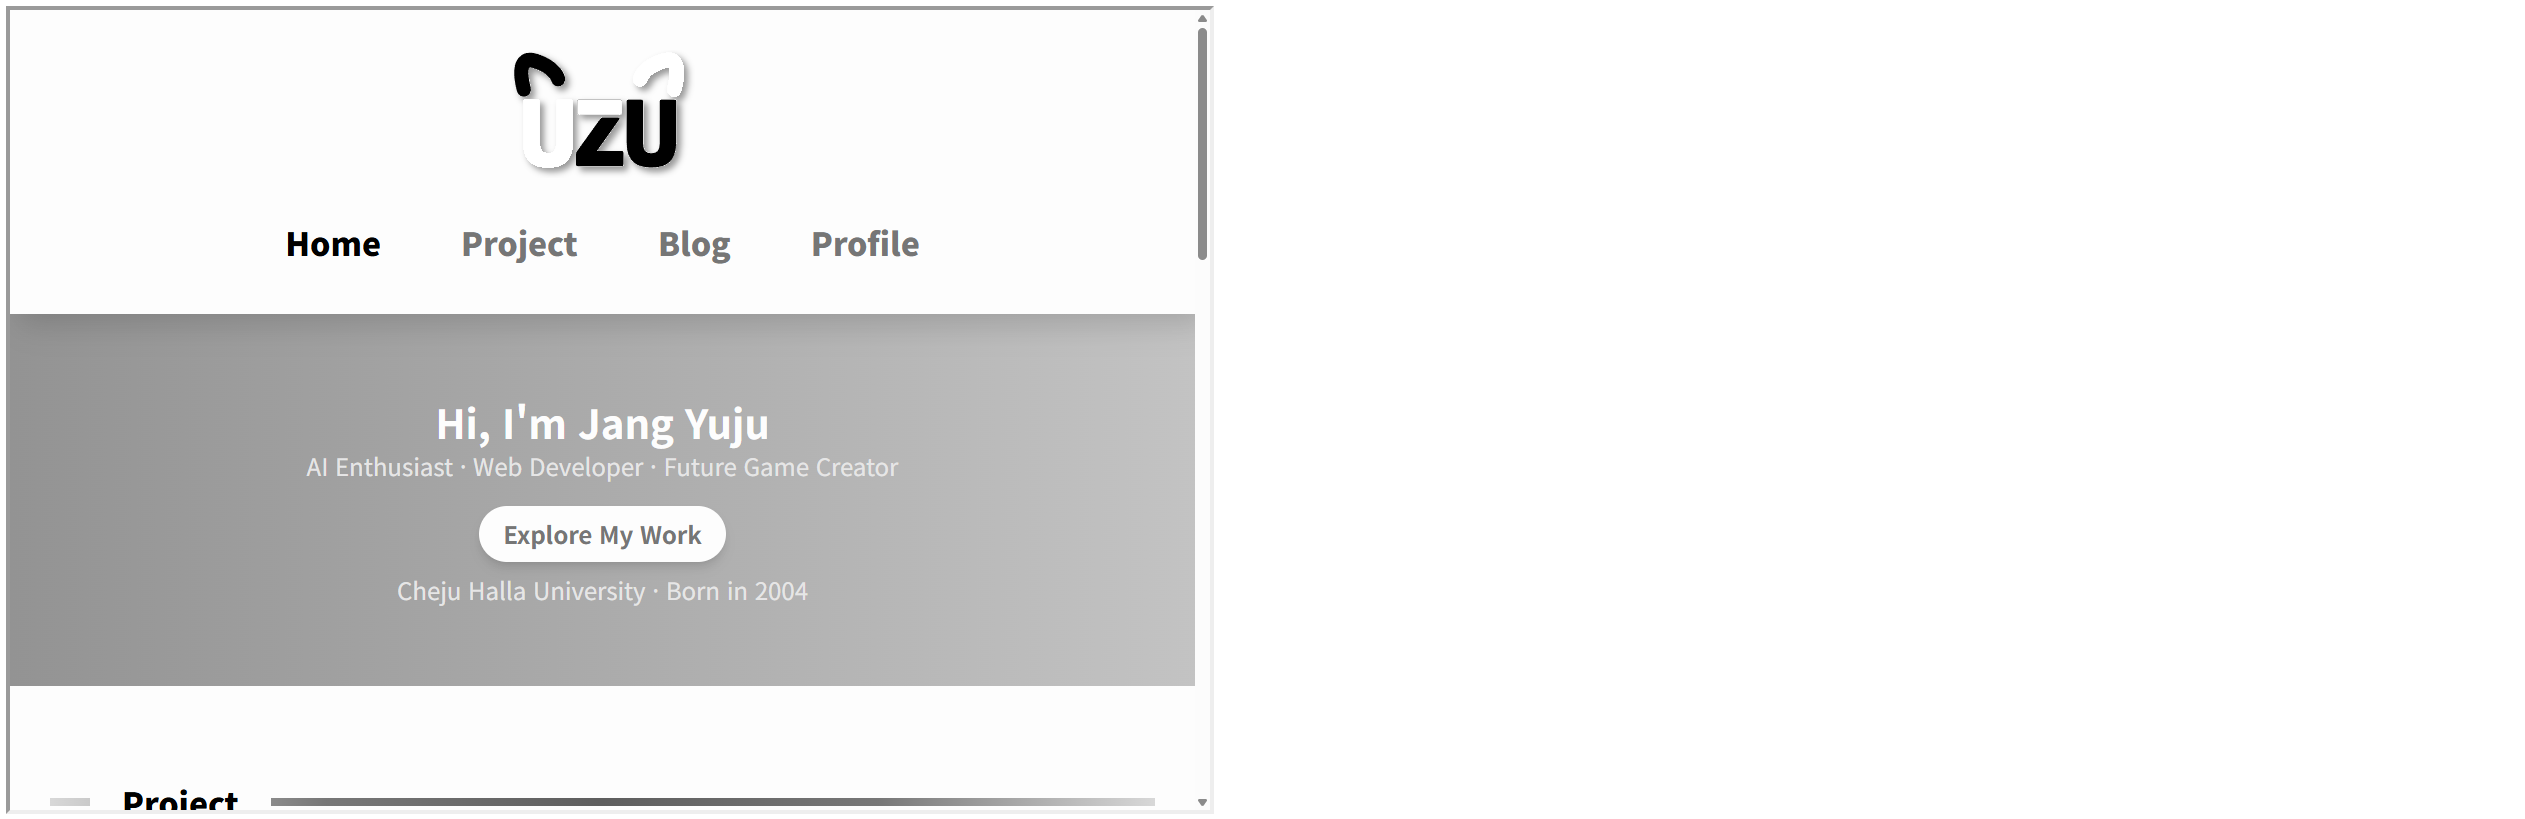 UZU
Home Project Blog Profile
Hi, I'm Jang Yuju
AI Enthusiast · Web Developer · Future Game Creator
Explore My Work
Cheju Halla University · Born in 2004
Project